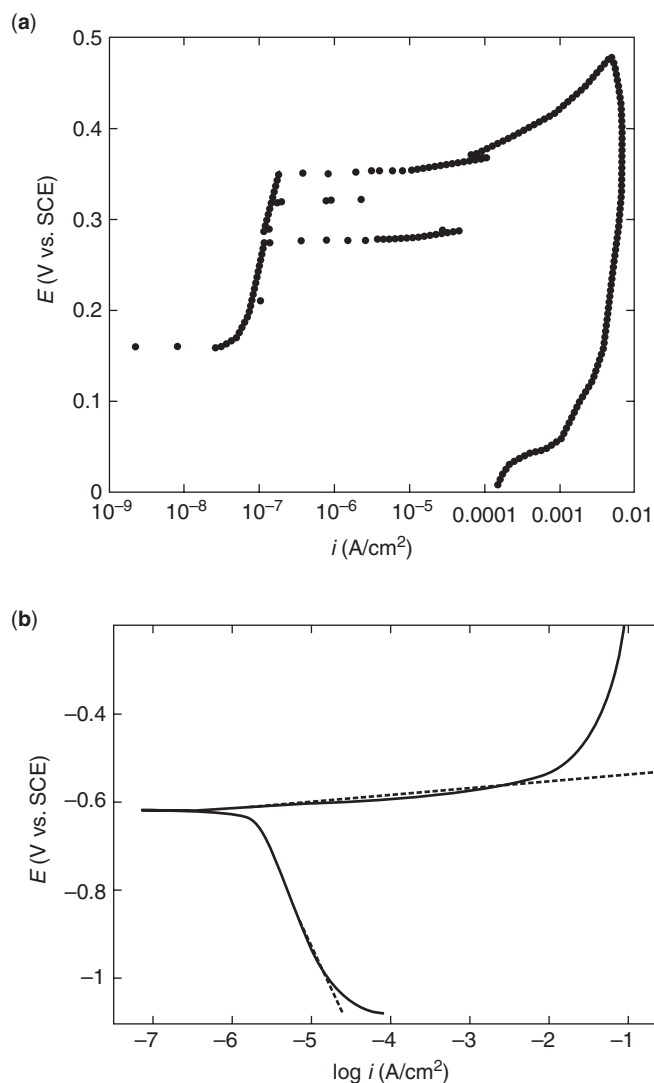 (a)
0.5
0.4
0.3
0.2
0.1
0
E (V vs. SCE)
10⁻⁹ 10⁻⁸ 10⁻⁷ 10⁻⁶ 10⁻⁵ 0.0001 0.001 0.01
i (A/cm²)
(b)
−0.4
−0.6
−0.8
−1
E (V vs. SCE)
−7 −6 −5 −4 −3 −2 −1
log i (A/cm²)